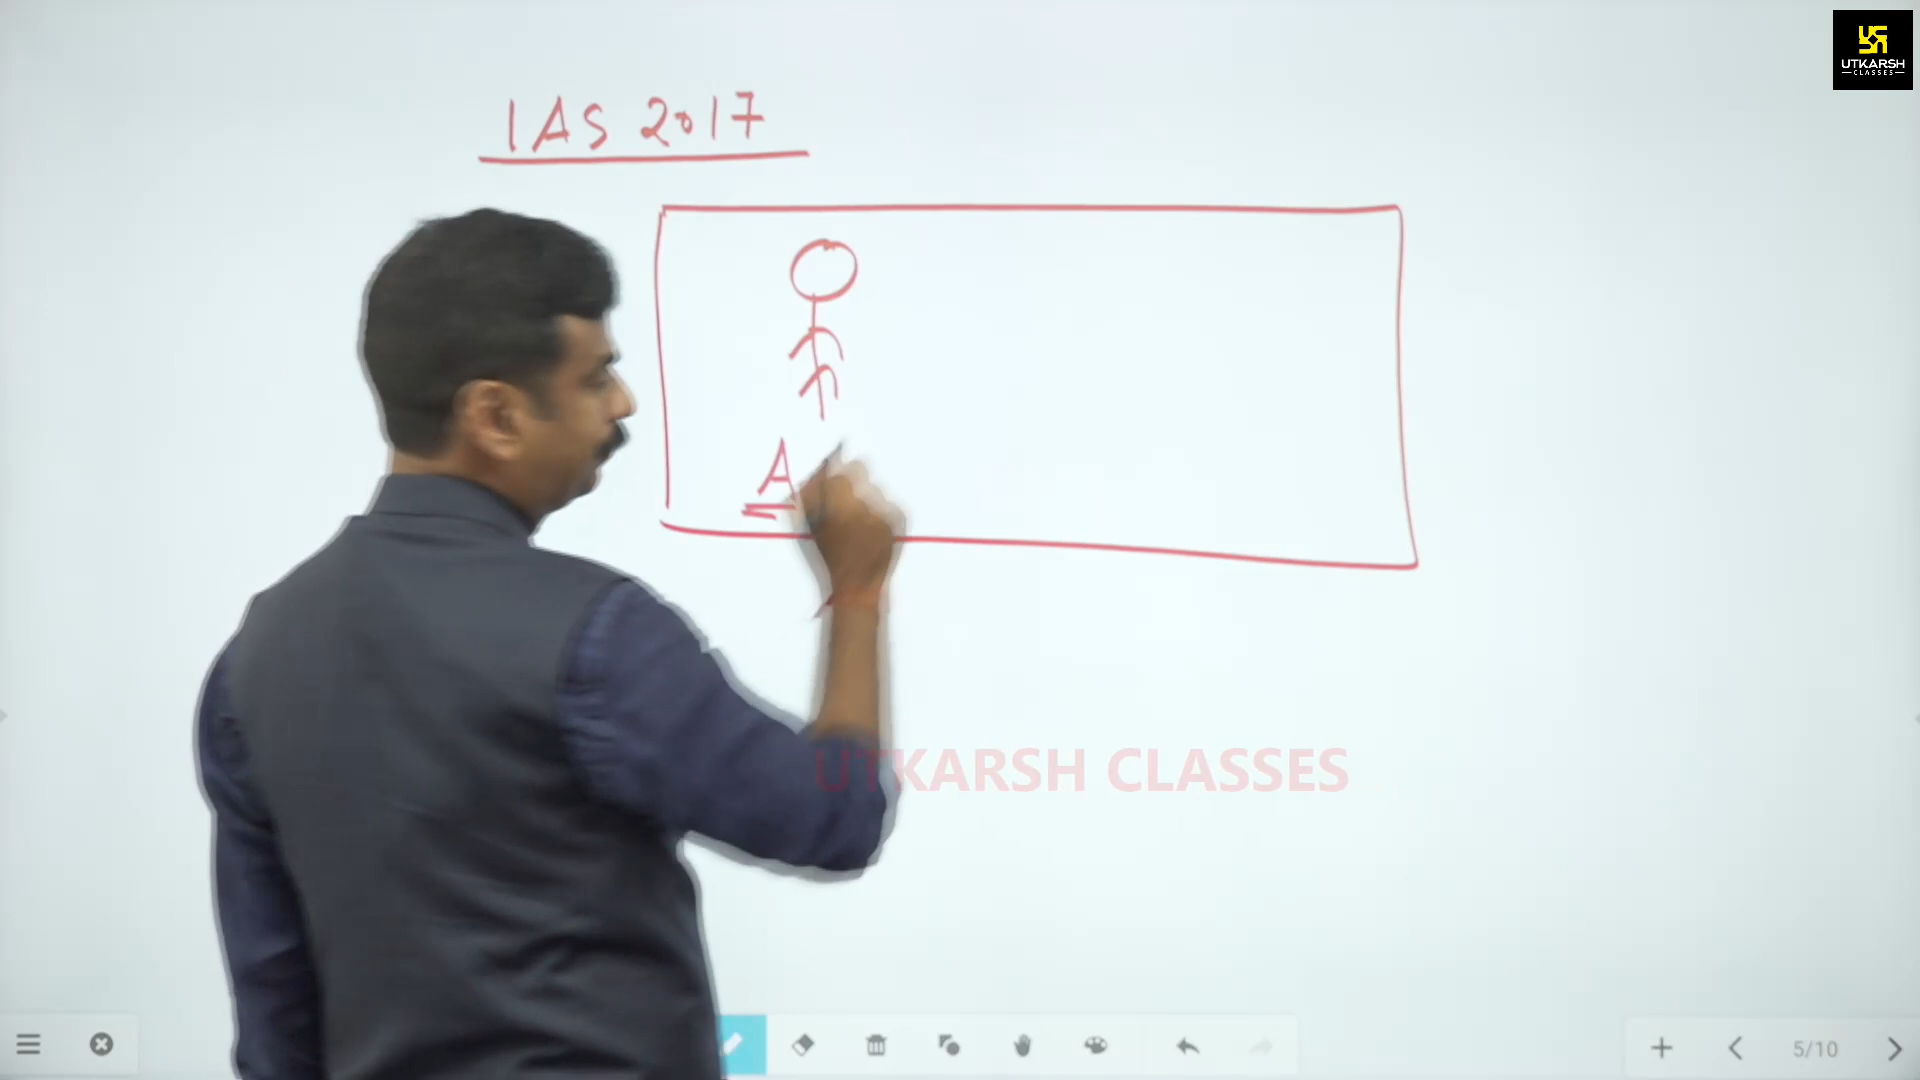 UTKARSH
CLASSES
IAS 2017
A
UTKARSH CLASSES
5/10